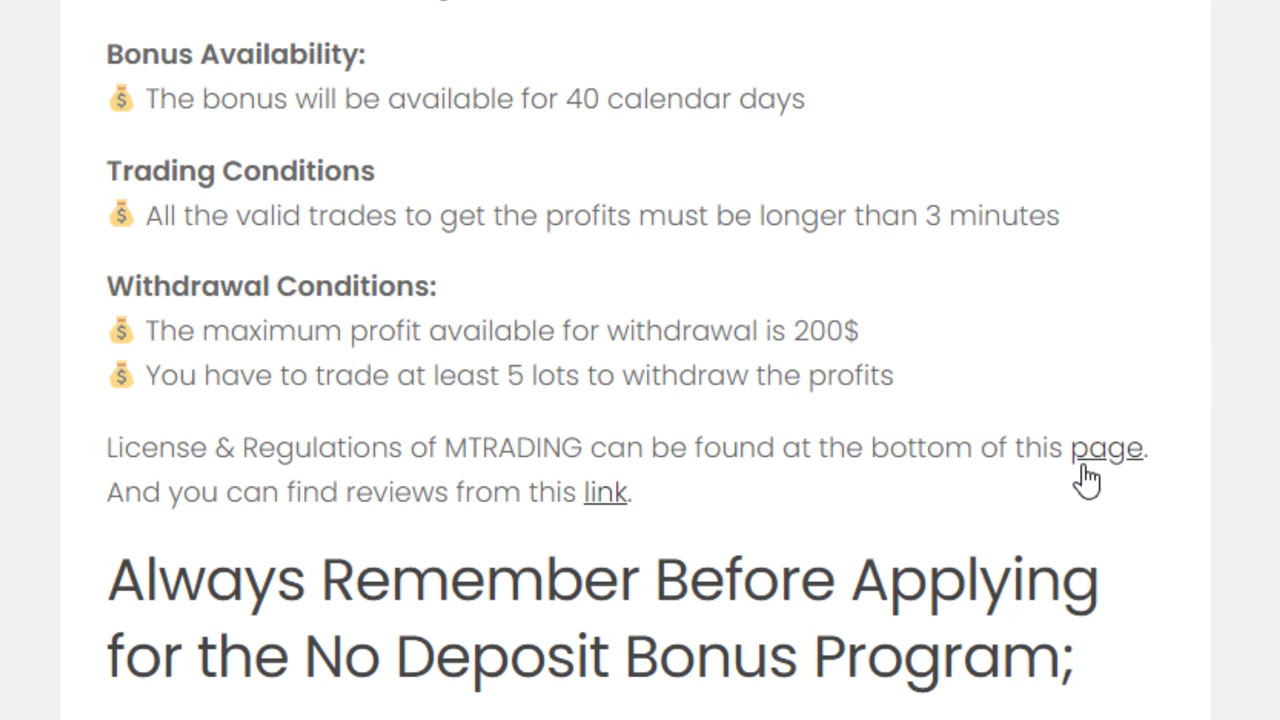 Bonus Availability:
💰 The bonus will be available for 40 calendar days
Trading Conditions
💰 All the valid trades to get the profits must be longer than 3 minutes
Withdrawal Conditions:
💰 The maximum profit available for withdrawal is 200$
💰 You have to trade at least 5 lots to withdraw the profits
License & Regulations of MTRADING can be found at the bottom of this page.
And you can find reviews from this link.
Always Remember Before Applying
for the No Deposit Bonus Program;